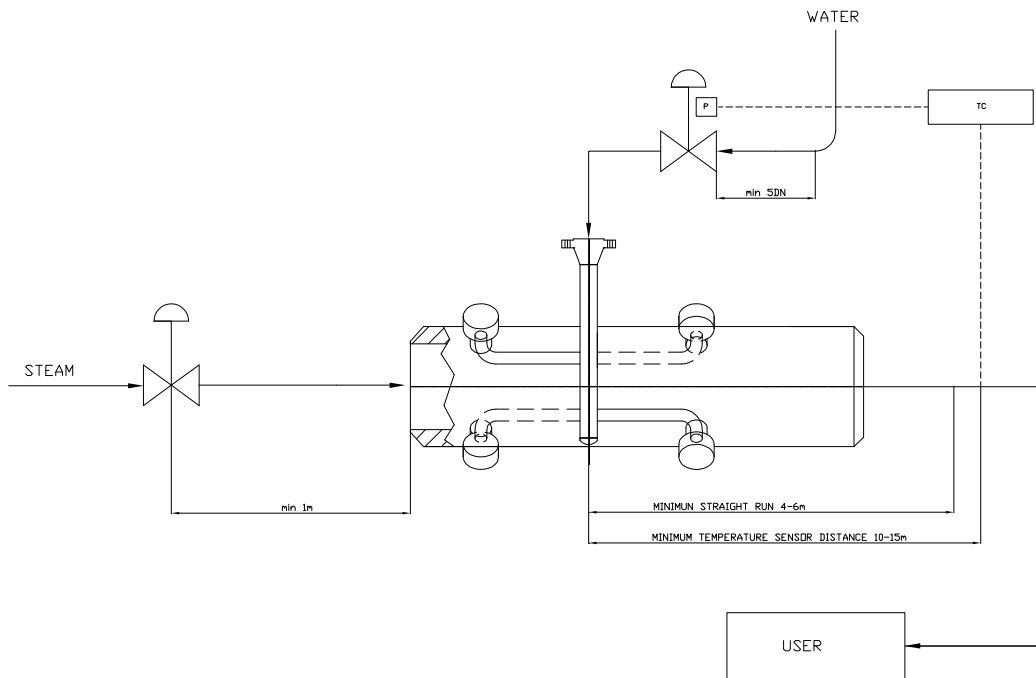 WATER
P
TC
min 5DN
STEAM
min 1m
MINIMUN STRAIGHT RUN 4-6m
MINIMUM TEMPERATURE SENSOR DISTANCE 10-15m
USER